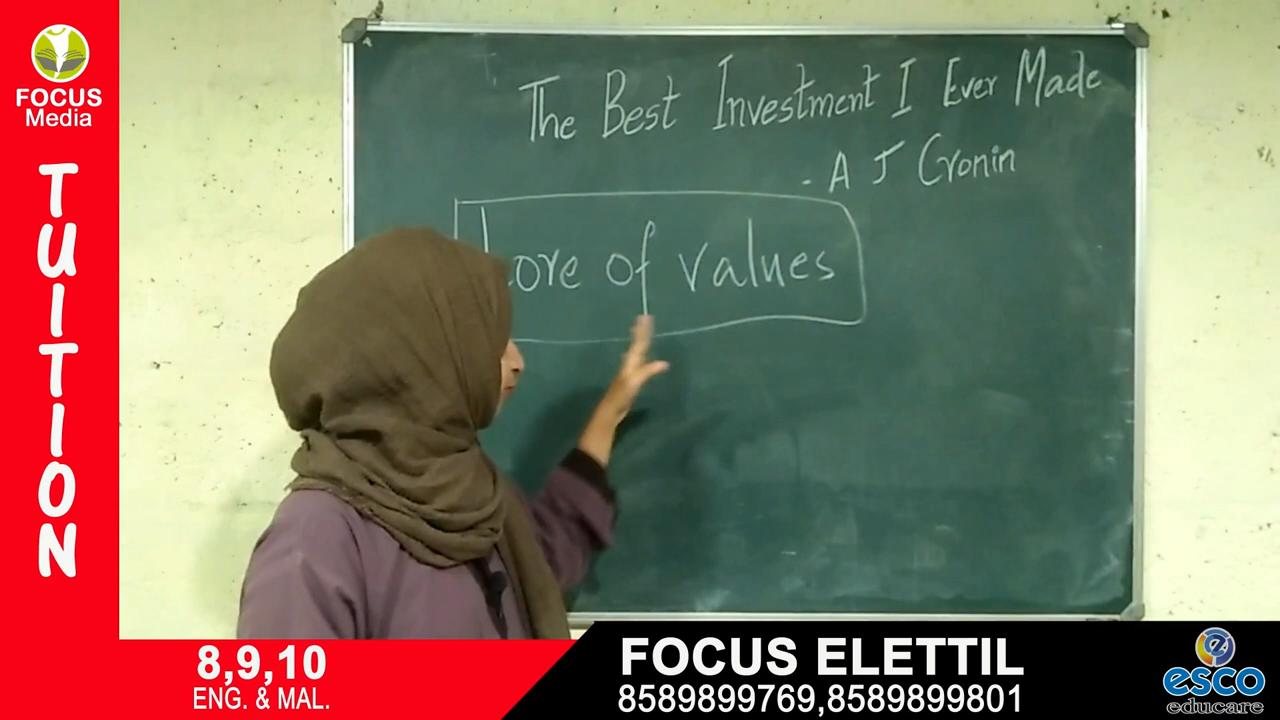 FOCUS
Media
TUITION
The Best Investment I Ever Made
- A J Cronin
Lore of values
8,9,10
ENG. & MAL.
FOCUS ELETTIL
8589899769,8589899801
esco
educare